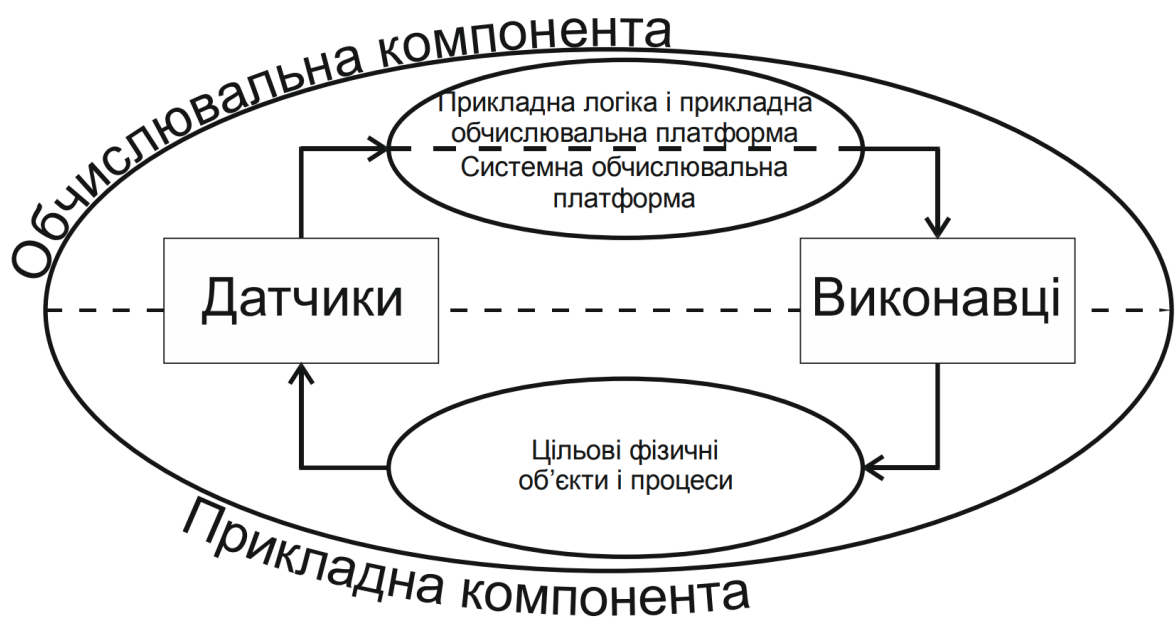 Обчислювальна компонента
Прикладна логіка і прикладна
обчислювальна платформа
Системна обчислювальна
платформа
Датчики
Виконавці
Цільові фізичні
об’єкти і процеси
Прикладна компонента